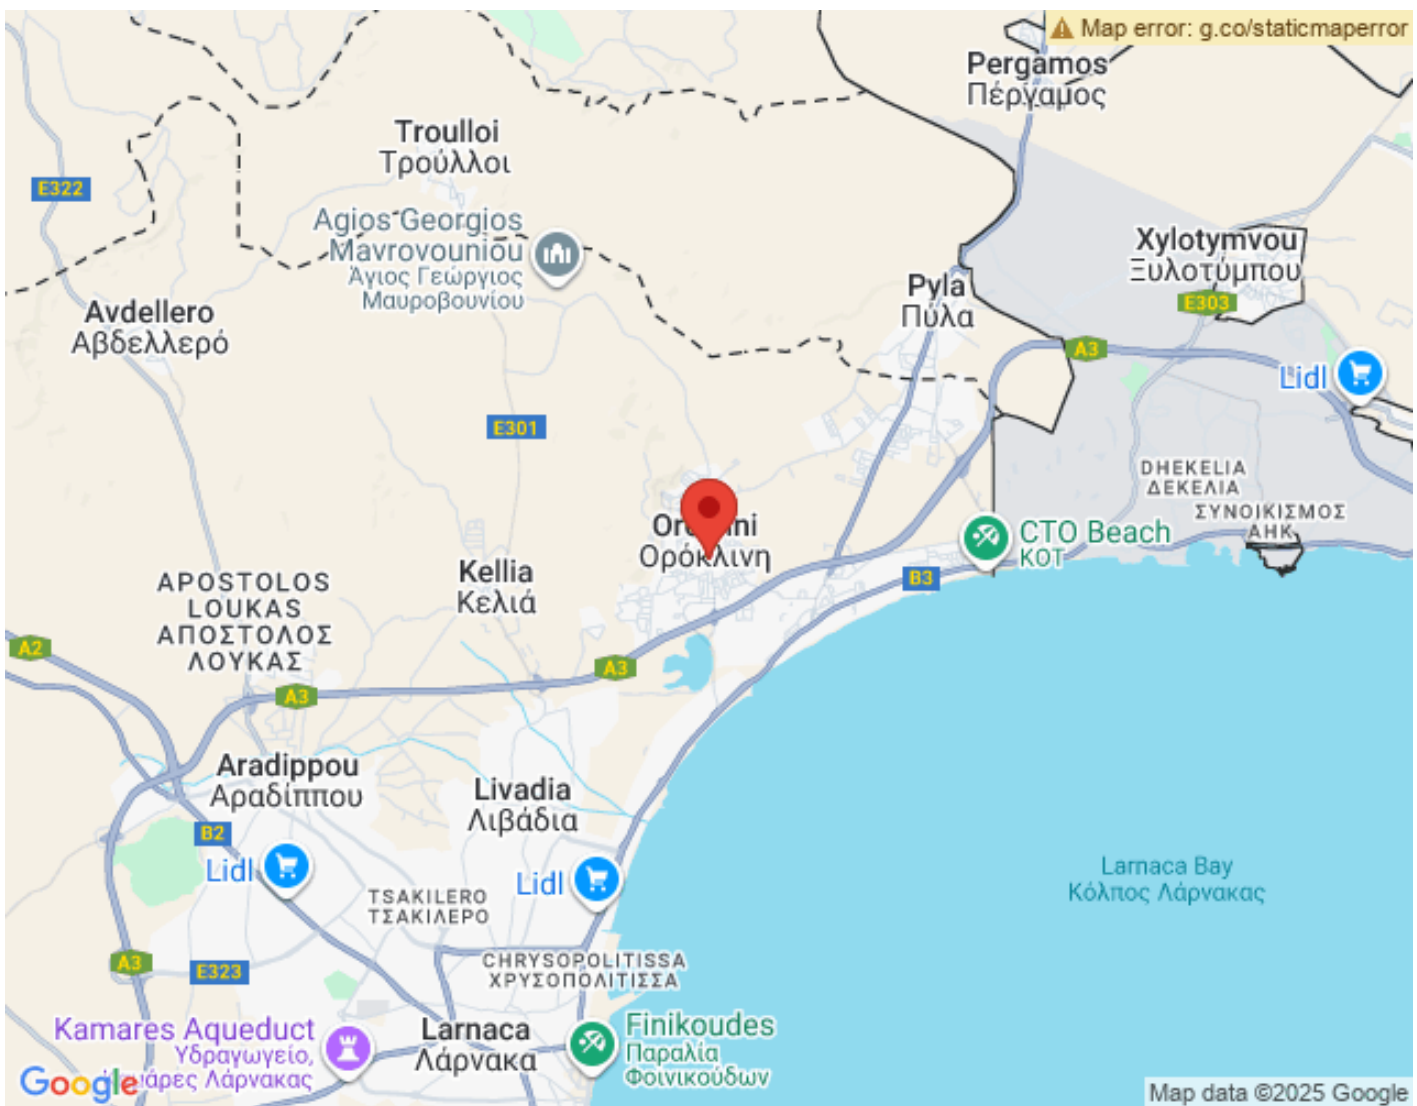 Map error: g.co/staticmaperror
Pergamos
Πέργαμος
Troulloi
Τρούλλοι
E322
Agios Georgios
Mavrovouniou
Άγιος Γεώργιος
Μαυροβουνίου
Xylotymvou
Ξυλοτύμπου
E303
Pyla
Πύλα
Avdellero
Αβδελλερό
A3
Lidl
E301
DHEKELIA
ΔΕΚΕΛΙΑ
ΣΥΝΟΙΚΙΣΜΟΣ
ΑΗΚ
Ορόκλινη
CTO Beach
ΚΟΤ
B3
Kellia
Κελιά
APOSTOLOS
LOUKAS
ΑΠΟΣΤΟΛΟΣ
ΛΟΥΚΑΣ
A2
A3
A3
Aradippou
Αραδίππου
Livadia
Λιβάδια
B2
Lidl
Lidl
TSAKILERO
ΤΣΑΚΙΛΕΡΟ
Larnaca Bay
Κόλπος Λάρνακας
A3
E323
CHRYSOPOLITISSA
ΧΡΥΣΟΠΟΛΙΤΙΣΣΑ
Kamares Aqueduct
Υδραγωγείο,
Λάρνακας
Larnaca
Λάρνακα
Finikoudes
Παραλία
Φοινικούδων
Google
Map data ©2025 Google